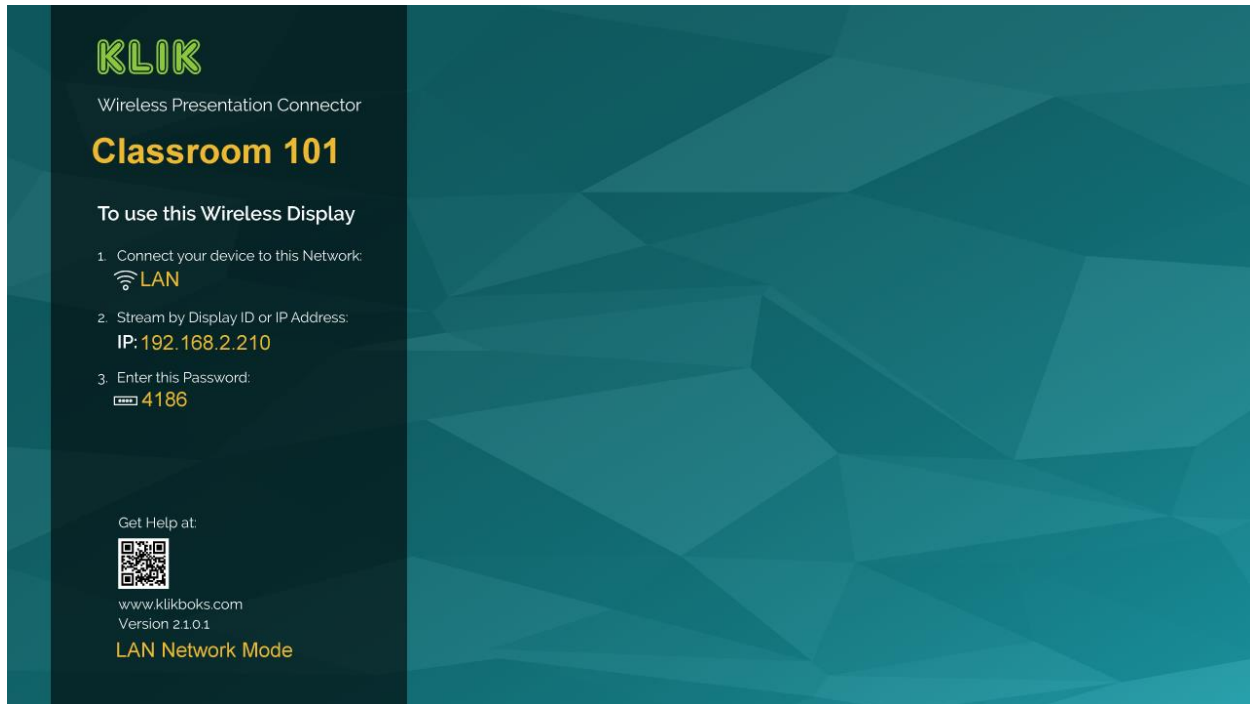 KLIK
Wireless Presentation Connector
Classroom 101
To use this Wireless Display
1. Connect your device to this Network:
LAN
2. Stream by Display ID or IP Address:
IP: 192.168.2.210
3. Enter this Password:
4186
Get Help at:
www.klikboks.com
Version 2.1.0.1
LAN Network Mode